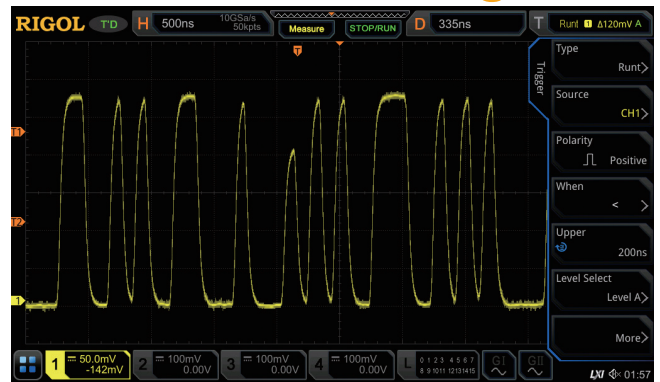 RIGOL T'D H 500ns 10GSa/s 50kpts Measure STOP/RUN D 335ns T Runt 1 Δ120mV A
T
Trigger
Type
Runt>
Source
CH1>
Polarity
Positive
When
< >
Upper
200ns
Level Select
Level A>
More>
T1
T2
1
1 50.0mV -142mV
2 100mV 0.00V
3 100mV 0.00V
4 100mV 0.00V
L 0 1 2 3 4 5 6 7
8 9 10 11 12 13 14 15
GI GII
LXI 01:57